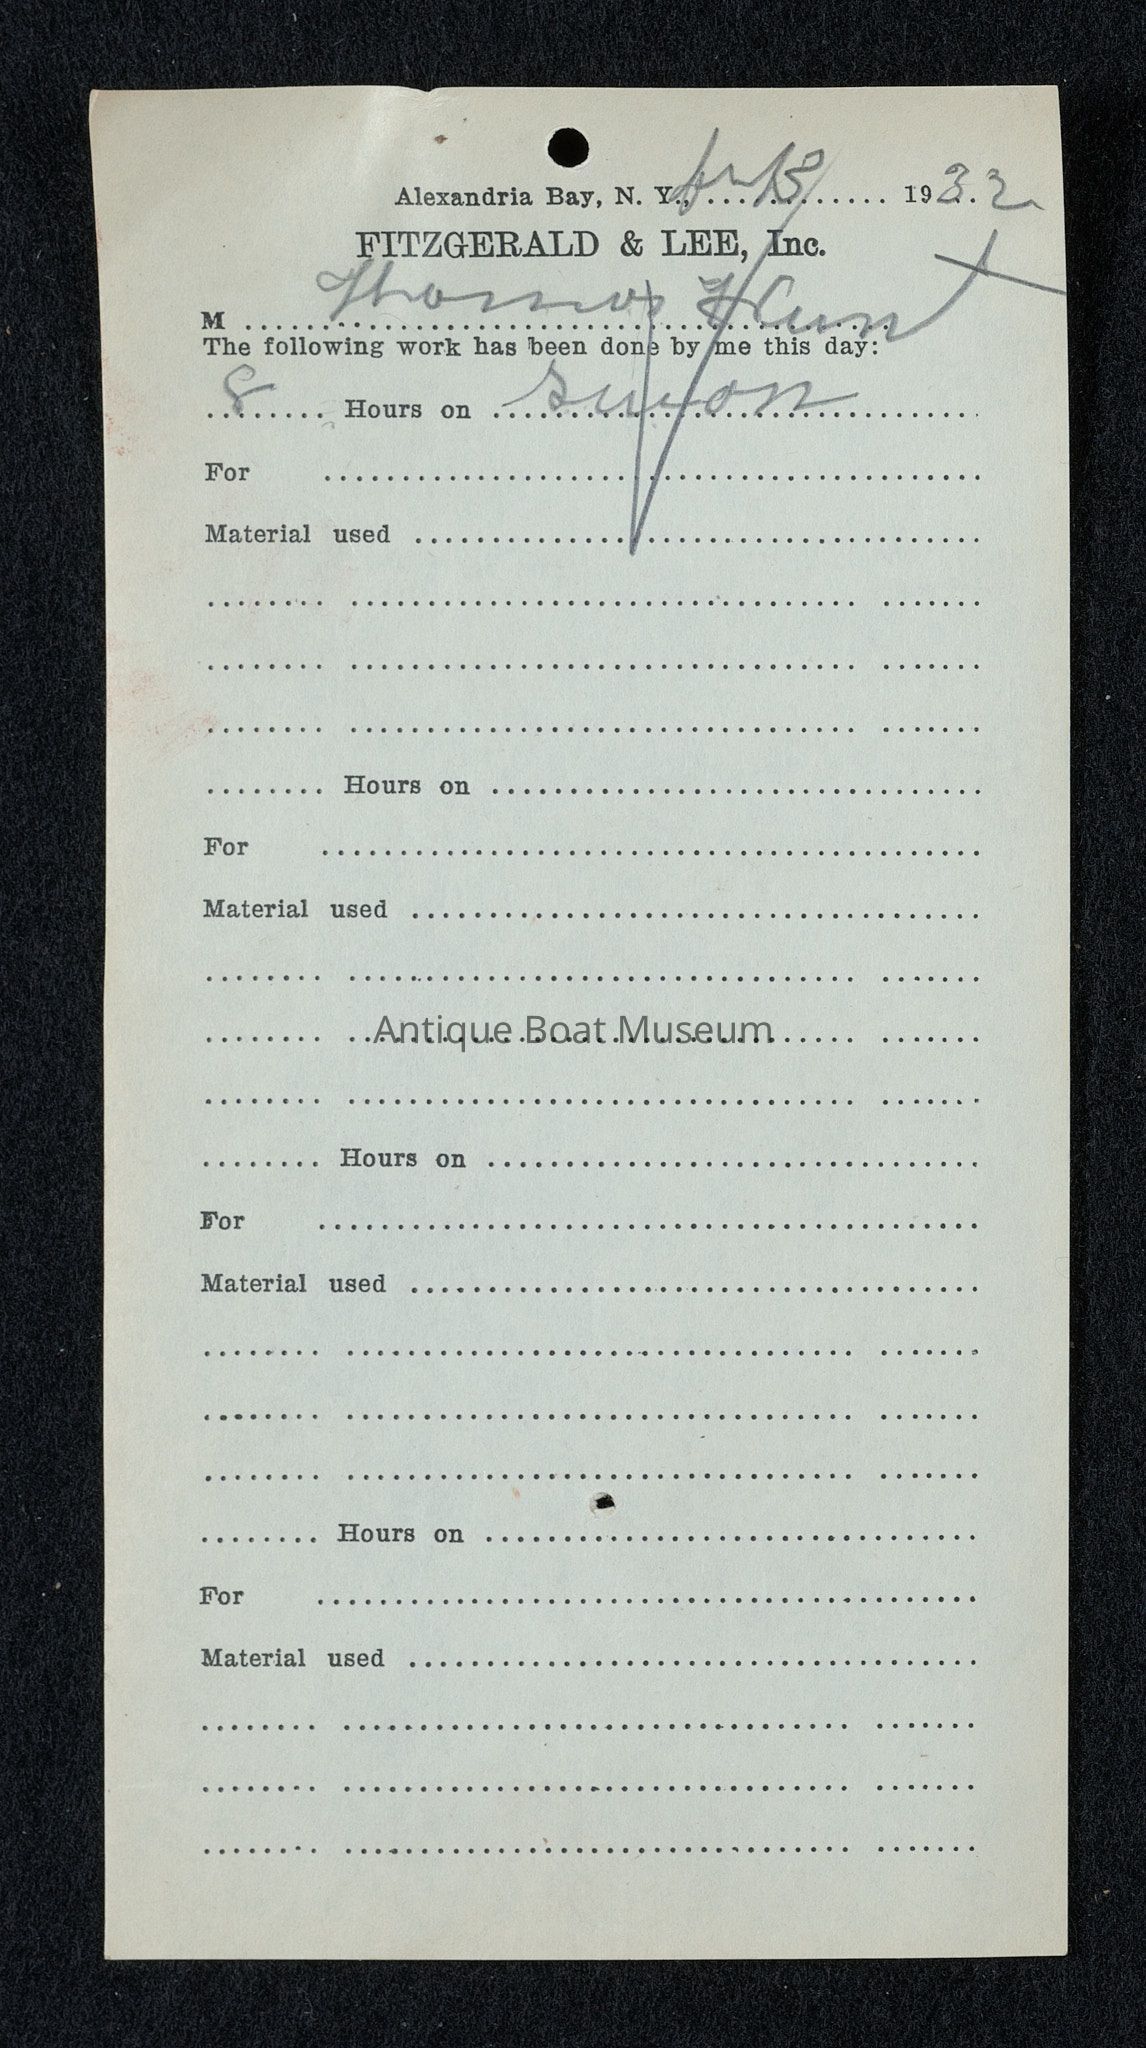 Alexandria Bay, N. Y., ............ 1932
FITZGERALD & LEE, Inc.
M Thomas Hunt
The following work has been done by me this day:
8 Hours on
For
Material used
Hours on
For
Material used
Antique Boat Museum
Hours on
For
Material used
Hours on
For
Material used